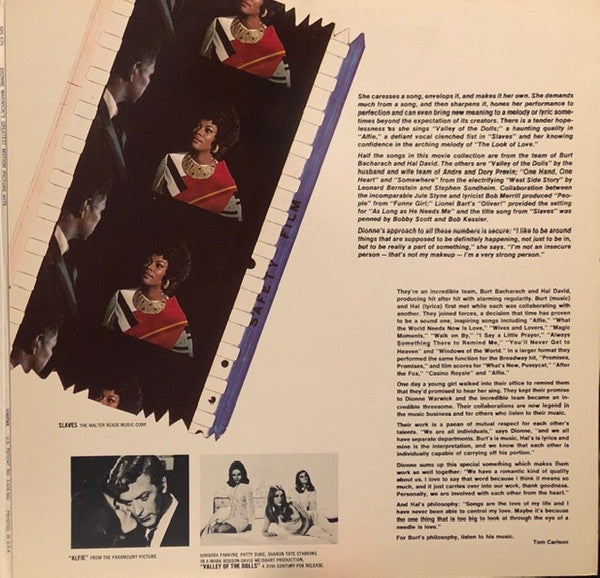 SAFETY FILM
She caresses a song, envelops it, and makes it her own. She demands
much from a song, and then sharpens it, hones her performance to
perfection and can even bring new meaning to a melody or lyric some-
times beyond the expectation of its creators. There is a tender hope-
lessness as she sings "Valley of the Dolls;" a haunting quality in
"Alfie," a defiant vocal clenched fist in "Slaves" and her knowing
confidence in the arching melody of "The Look of Love."
Half the songs in this movie collection are from the team of Burt
Bacharach and Hal David. The others are "Valley of the Dolls" by the
husband and wife team of Andre and Dory Previn; "One Hand, One
Heart" and "Somewhere" from the electrifying "West Side Story" by
Leonard Bernstein and Stephen Sondheim. Collaboration between
the incomparable Jule Styne and lyricist Bob Merrill produced "Peo-
ple" from "Funny Girl;" Lionel Bart's "Oliver!" provided the setting
for "As Long as He Needs Me" and the title song from "Slaves" was
penned by Bobby Scott and Bob Kessler.
Dionne's approach to all these numbers is secure: "I like to be around
things that are supposed to be definitely happening, not just to be in,
but to be really a part of something," she says. "I'm not an insecure
person — that's not my makeup — I'm a very strong person."
They're an incredible team, Burt Bacharach and Hal David,
producing hit after hit with alarming regularity. Burt (music)
and Hal (lyrics) first met while each was collaborating with
another. They joined forces, a decision that time has proven
to be a sound one, inspiring songs including "Alfie," "What
the World Needs Now Is Love," "Wives and Lovers," "Magic
Moments," "Walk on By," "I Say a Little Prayer," "Always
Something There to Remind Me," "You'll Never Get to
Heaven" and "Windows of the World." In a larger format they
performed the same function for the Broadway hit, "Promises,
Promises," and film scores for "What's New, Pussycat," "After
the Fox," "Casino Royale" and "Alfie."
One day a young girl walked into their office to remind them
that they'd promised to hear her sing. They kept their promise
to Dionne Warwick and the incredible team became an in-
credible threesome. Their collaborations are now legend in
the music business and for others who listen to their music.
Their work is a paean of mutual respect for each other's
talents. "We are all individuals," says Dionne, "and we all
have separate departments. Burt's is music, Hal's is lyrics and
mine is the interpretation, and we know that each other is
individually capable of carrying off his portion."
Dionne sums up this special something which makes them
work so well together: "We have a romantic kind of quality
about us. I love to say that word because I think it means so
much, and it just carries over into our work, thank goodness.
Personally, we are involved with each other from the heart."
And Hal's philosophy: "Songs are the love of my life and I
have never been able to control my love. Maybe it's because
the one thing that is too big to look at through the eye of a
needle is love."
For Burt's philosophy, listen to his music.
Tom Carlson
SLAVES THE WALTER READE MUSIC CORP.
"ALFIE" FROM THE PARAMOUNT PICTURE
BARBARA PARKINS, PATTY DUKE, SHARON TATE STARRING
IN A MARK ROBSON-DAVID WEISBART PRODUCTION,
"VALLEY OF THE DOLLS" A 20TH CENTURY-FOX RELEASE.
DIONNE WARWICK'S GREATEST MOTION PICTURE HITS
UNIPAK
U.S. PATENT NO.
PRINTED IN U.S.A.